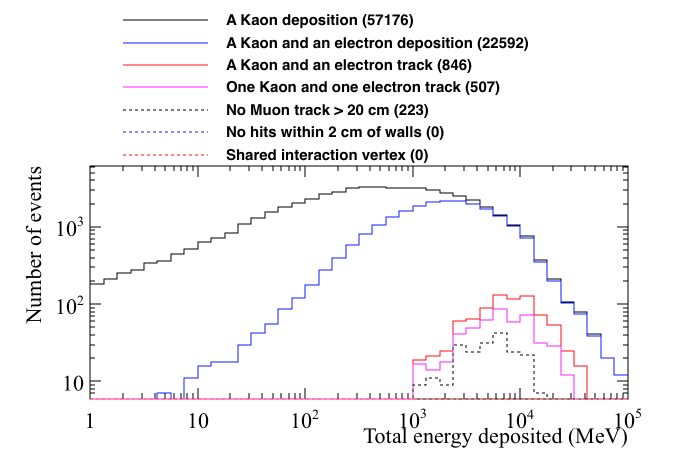 A Kaon deposition (57176)
A Kaon and an electron deposition (22592)
A Kaon and an electron track (846)
One Kaon and one electron track (507)
No Muon track > 20 cm (223)
No hits within 2 cm of walls (0)
Shared interaction vertex (0)
Number of events
10³
10²
10
1 10 10² 10³ 10⁴ 10⁵
Total energy deposited (MeV)